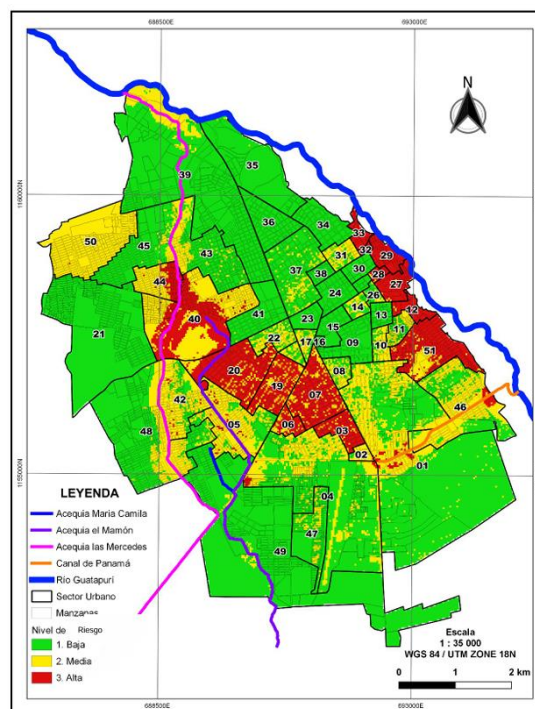 688500E
693000E
N
1160000N
1155000N
35
39
36
34
33
32
29
31
30
28
27
50
45
43
37
38
44
24
26
12
14
13
40
41
23
15
11
21
22
17
16
09
10
51
20
08
19
07
46
42
48
05
06
03
02
01
04
47
49
LEYENDA
Acequia Maria Camila
Acequia el Mamón
Acequia las Mercedes
Canal de Panamá
Río Guatapurí
Sector Urbano
Manzanas
Nivel de Riesgo
1. Baja
2. Media
3. Alta
Escala
1 : 35 000
WGS 84 / UTM ZONE 18N
0 1 2 km
688500E
693000E